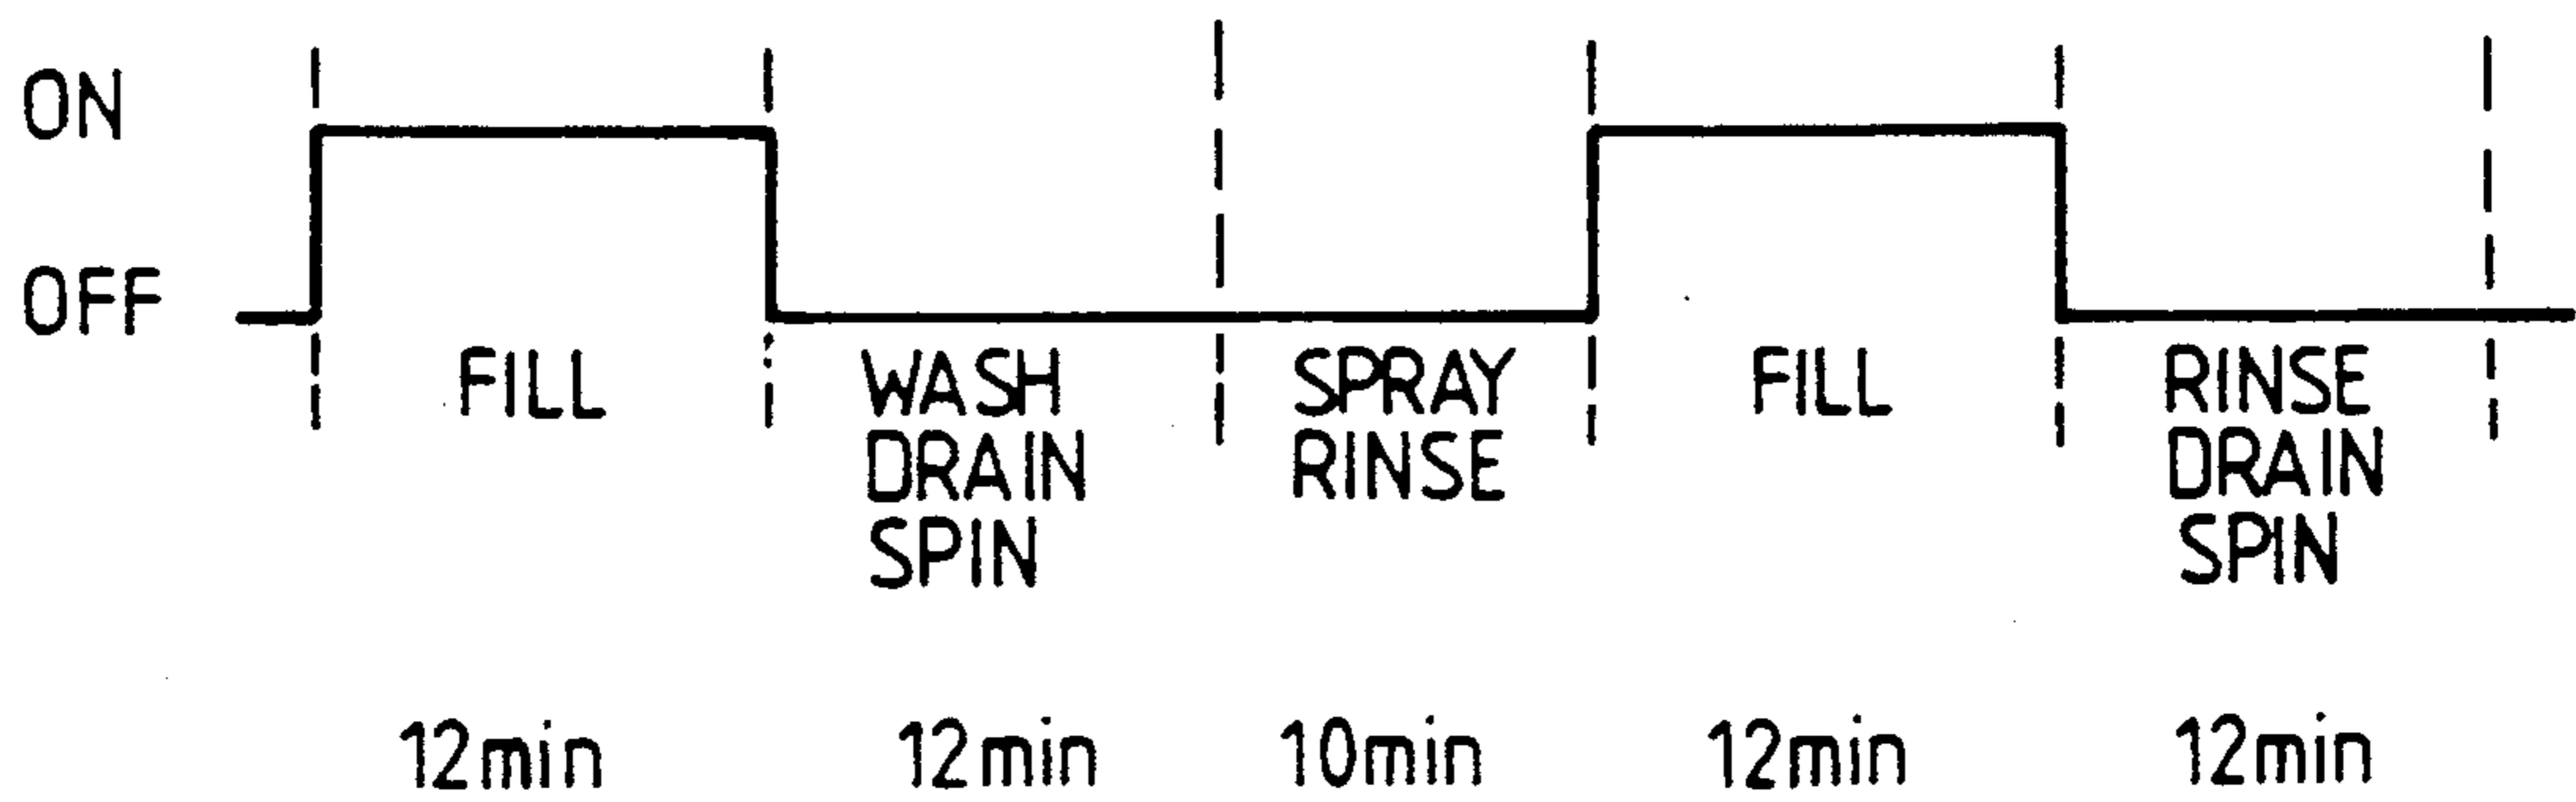 ON
OFF
FILL
WASH
DRAIN
SPIN
SPRAY
RINSE
FILL
RINSE
DRAIN
SPIN
12min 12min 10min 12min 12min